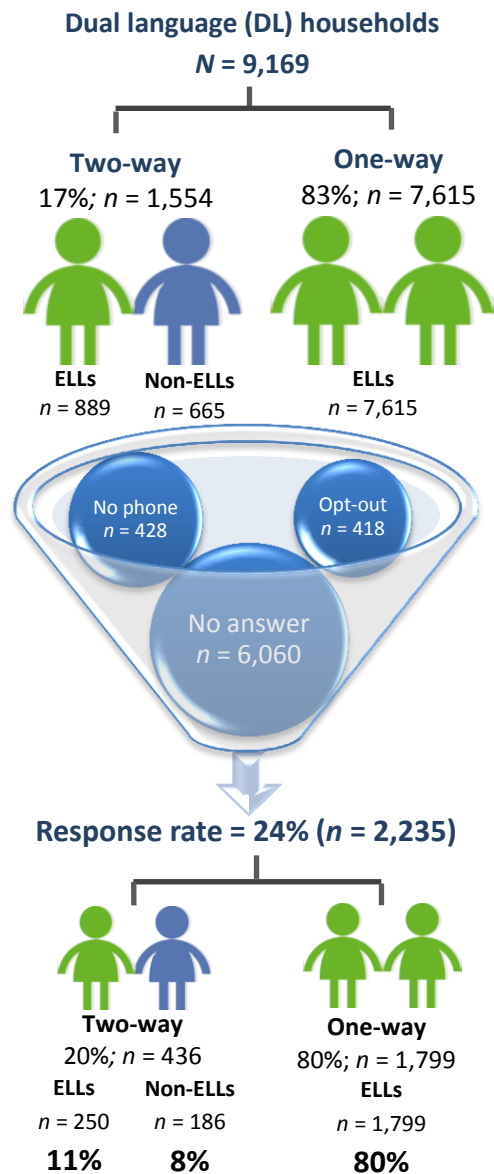 Dual language (DL) households
N = 9,169
Two-way
17%; n = 1,554
One-way
83%; n = 7,615
ELLs
n = 889
Non-ELLs
n = 665
ELLs
n = 7,615
No phone
n = 428
Opt-out
n = 418
No answer
n = 6,060
Response rate = 24% (n = 2,235)
Two-way
20%; n = 436
One-way
80%; n = 1,799
ELLs
n = 250
11%
Non-ELLs
n = 186
8%
ELLs
n = 1,799
80%